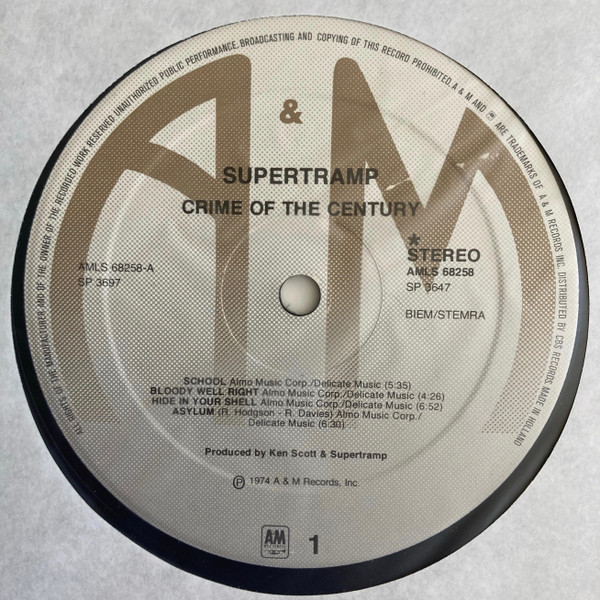 ALL RIGHTS OF THE MANUFACTURER AND OF THE OWNER OF THE RECORDED WORK RESERVED UNAUTHORIZED PUBLIC PERFORMANCE, BROADCASTING AND COPYING OF THIS RECORD PROHIBITED. A & M AND ARE TRADEMARKS OF A & M RECORDS INC. DISTRIBUTED BY CBS RECORDS. MADE IN HOLLAND
A & M
SUPERTRAMP
CRIME OF THE CENTURY
AMLS 68258-A
SP 3697
* STEREO
AMLS 68258
SP 3647
BIEM/STEMRA
SCHOOL Almo Music Corp./Delicate Music (5:35)
BLOODY WELL RIGHT Almo Music Corp./Delicate Music (4:26)
HIDE IN YOUR SHELL Almo Music Corp./Delicate Music (6:52)
ASYLUM (R. Hodgson - R. Davies) Almo Music Corp./
Delicate Music (6:30)
Produced by Ken Scott & Supertramp
℗ 1974 A & M Records, Inc.
AM 1